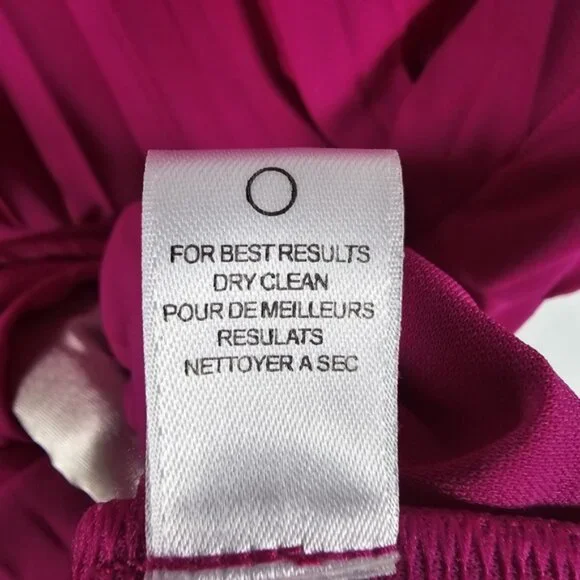 FOR BEST RESULTS
DRY CLEAN
POUR DE MEILLEURS
RESULATS
NETTOYER A SEC